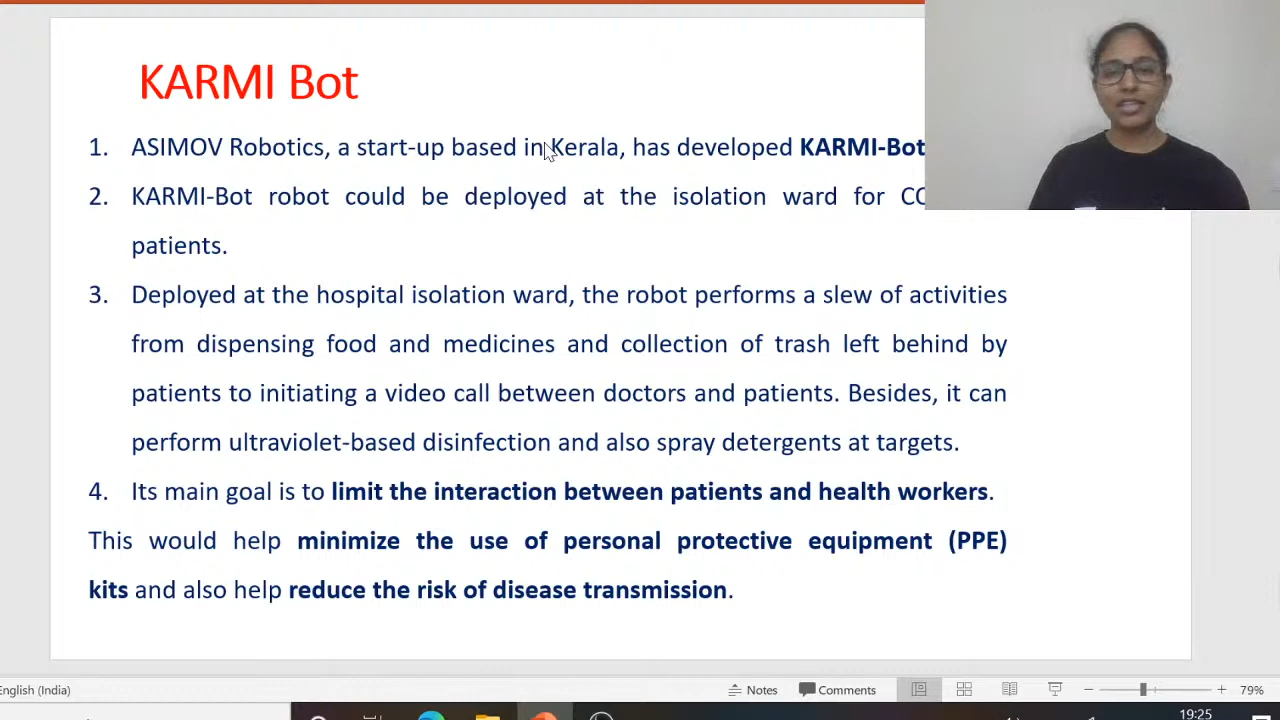 KARMI Bot
1. ASIMOV Robotics, a start-up based in Kerala, has developed KARMI-Bot
2. KARMI-Bot robot could be deployed at the isolation ward for
patients.
3. Deployed at the hospital isolation ward, the robot performs a slew of activities
from dispensing food and medicines and collection of trash left behind by
patients to initiating a video call between doctors and patients. Besides, it can
perform ultraviolet-based disinfection and also spray detergents at targets.
4. Its main goal is to limit the interaction between patients and health workers.
This would help minimize the use of personal protective equipment (PPE)
kits and also help reduce the risk of disease transmission.
English (India)
Notes
Comments
79%
19:25